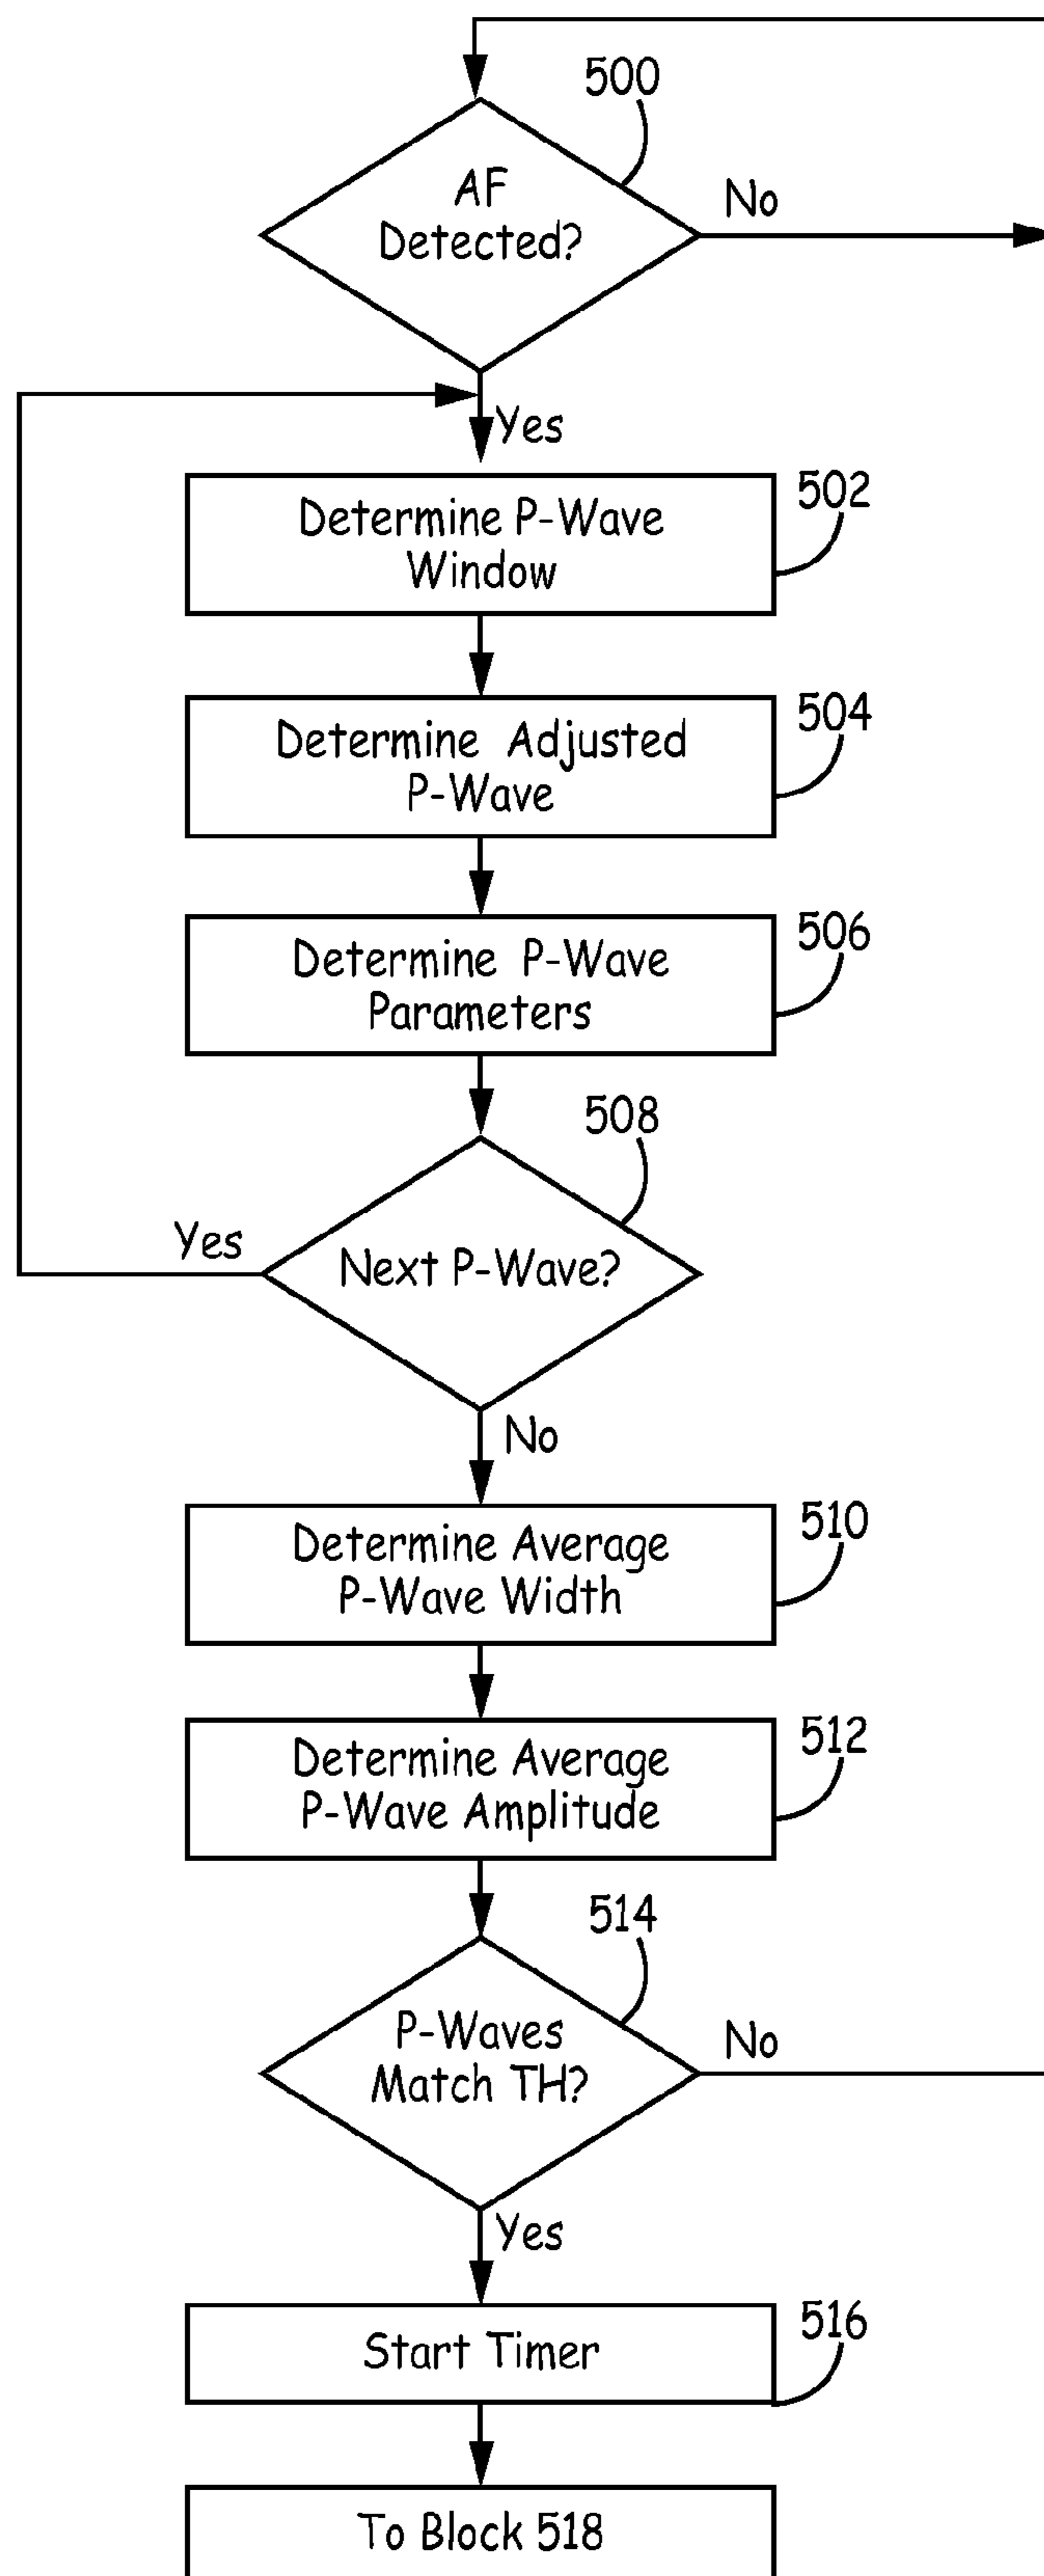 500
AF
Detected?
No
Yes
502
Determine P-Wave
Window
504
Determine Adjusted
P-Wave
506
Determine P-Wave
Parameters
508
Yes
Next P-Wave?
No
510
Determine Average
P-Wave Width
512
Determine Average
P-Wave Amplitude
514
P-Waves
Match TH?
No
Yes
516
Start Timer
To Block 518